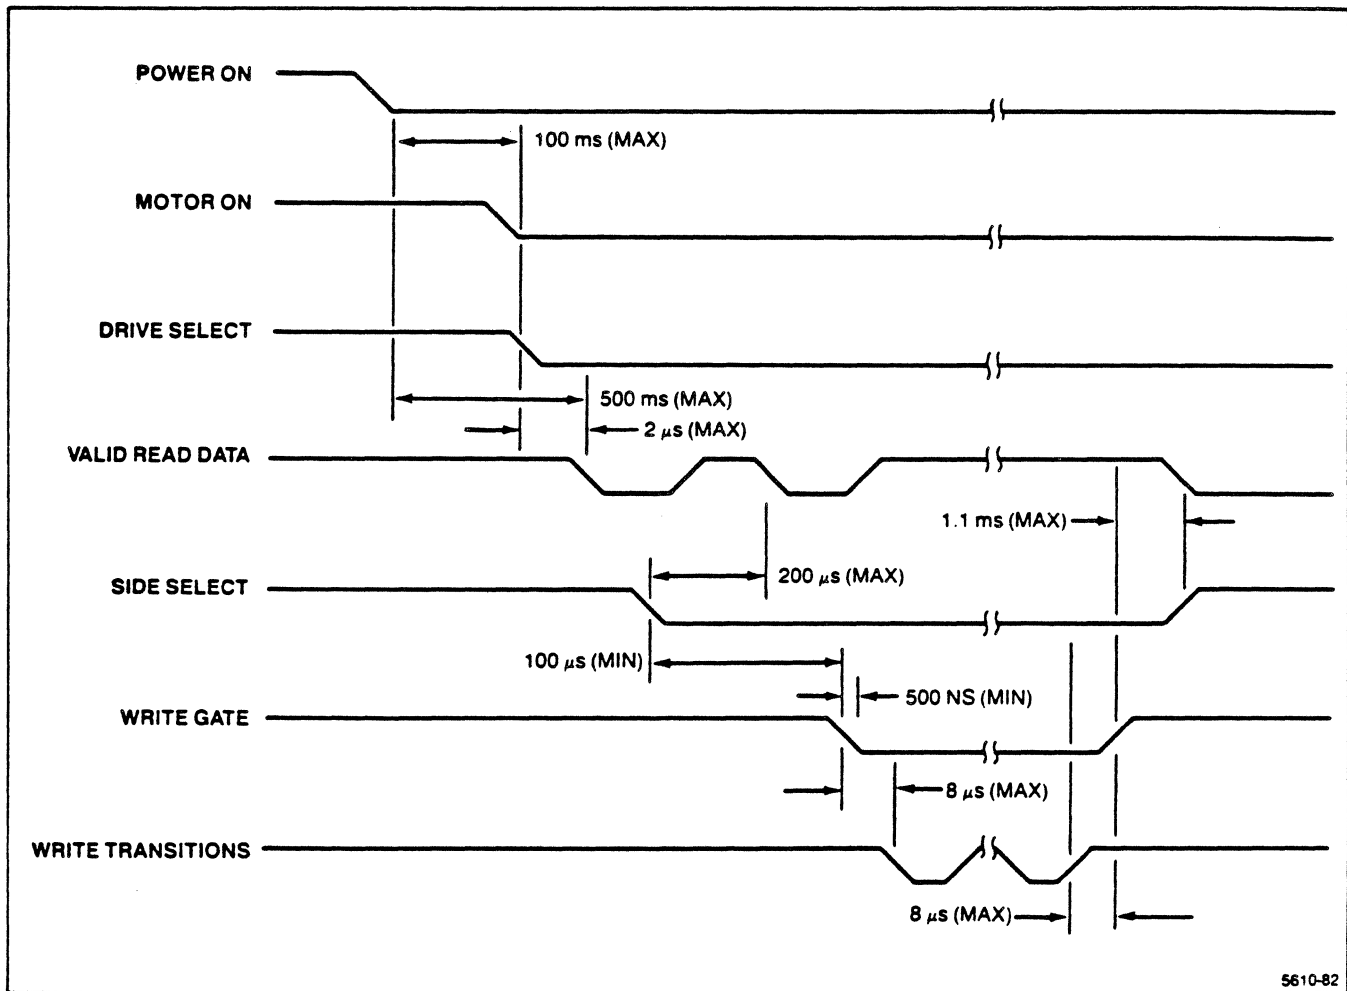 POWER ON
100 ms (MAX)
MOTOR ON
DRIVE SELECT
500 ms (MAX)
2 μs (MAX)
VALID READ DATA
1.1 ms (MAX)
200 μs (MAX)
SIDE SELECT
100 μs (MIN)
500 NS (MIN)
WRITE GATE
8 μs (MAX)
WRITE TRANSITIONS
8 μs (MAX)
5610-82